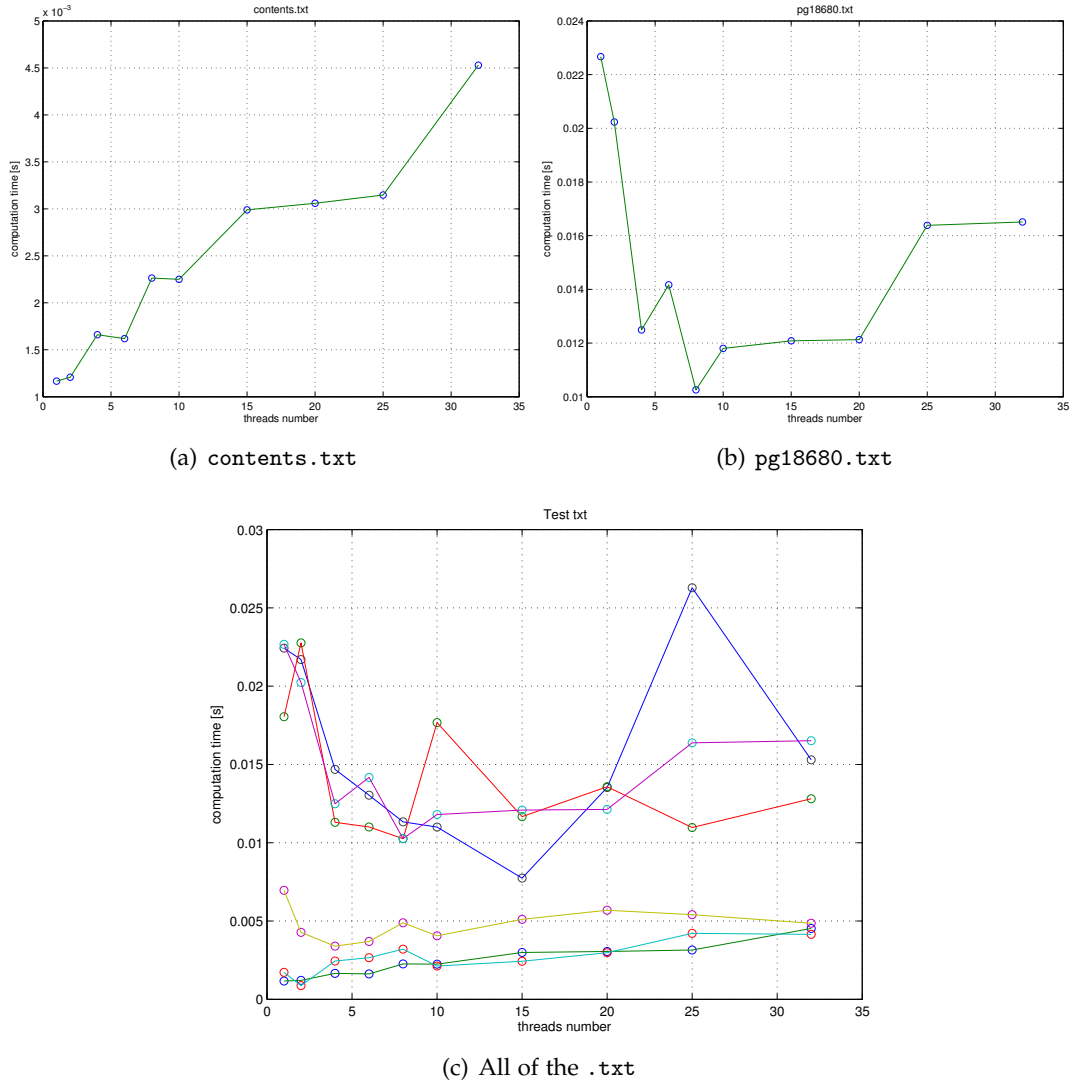 contents.txt
x 10⁻³
5
4.5
4
3.5
3
2.5
2
1.5
1
computation time [s]
0 5 10 15 20 25 30 35
threads number
(a) contents.txt
pg18680.txt
0.024
0.022
0.02
0.018
0.016
0.014
0.012
0.01
computation time [s]
0 5 10 15 20 25 30 35
threads number
(b) pg18680.txt
Test txt
0.03
0.025
0.02
0.015
0.01
0.005
0
computation time [s]
0 5 10 15 20 25 30 35
threads number
(c) All of the .txt